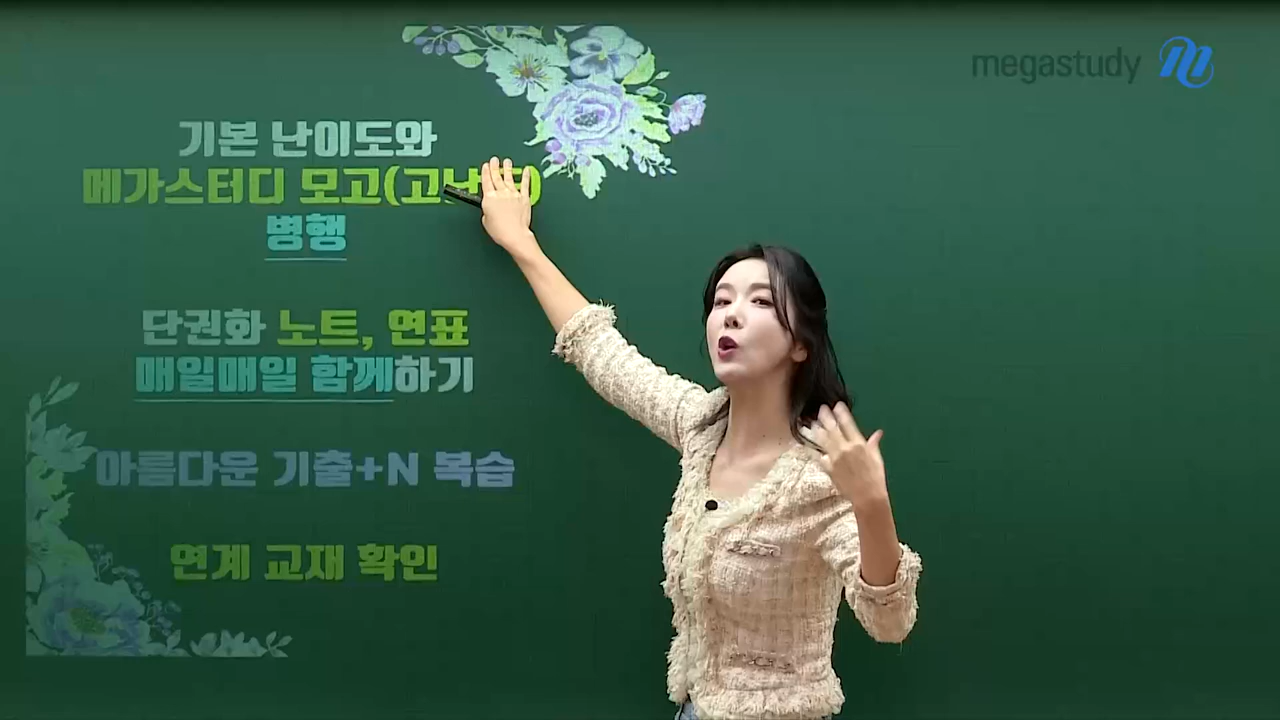 megastudy
기본 난이도와
메가스터디 모고(고
병행
단권화 노트, 연표
매일매일 함께하기
아름다운 기출+N 복습
연계 교재 확인